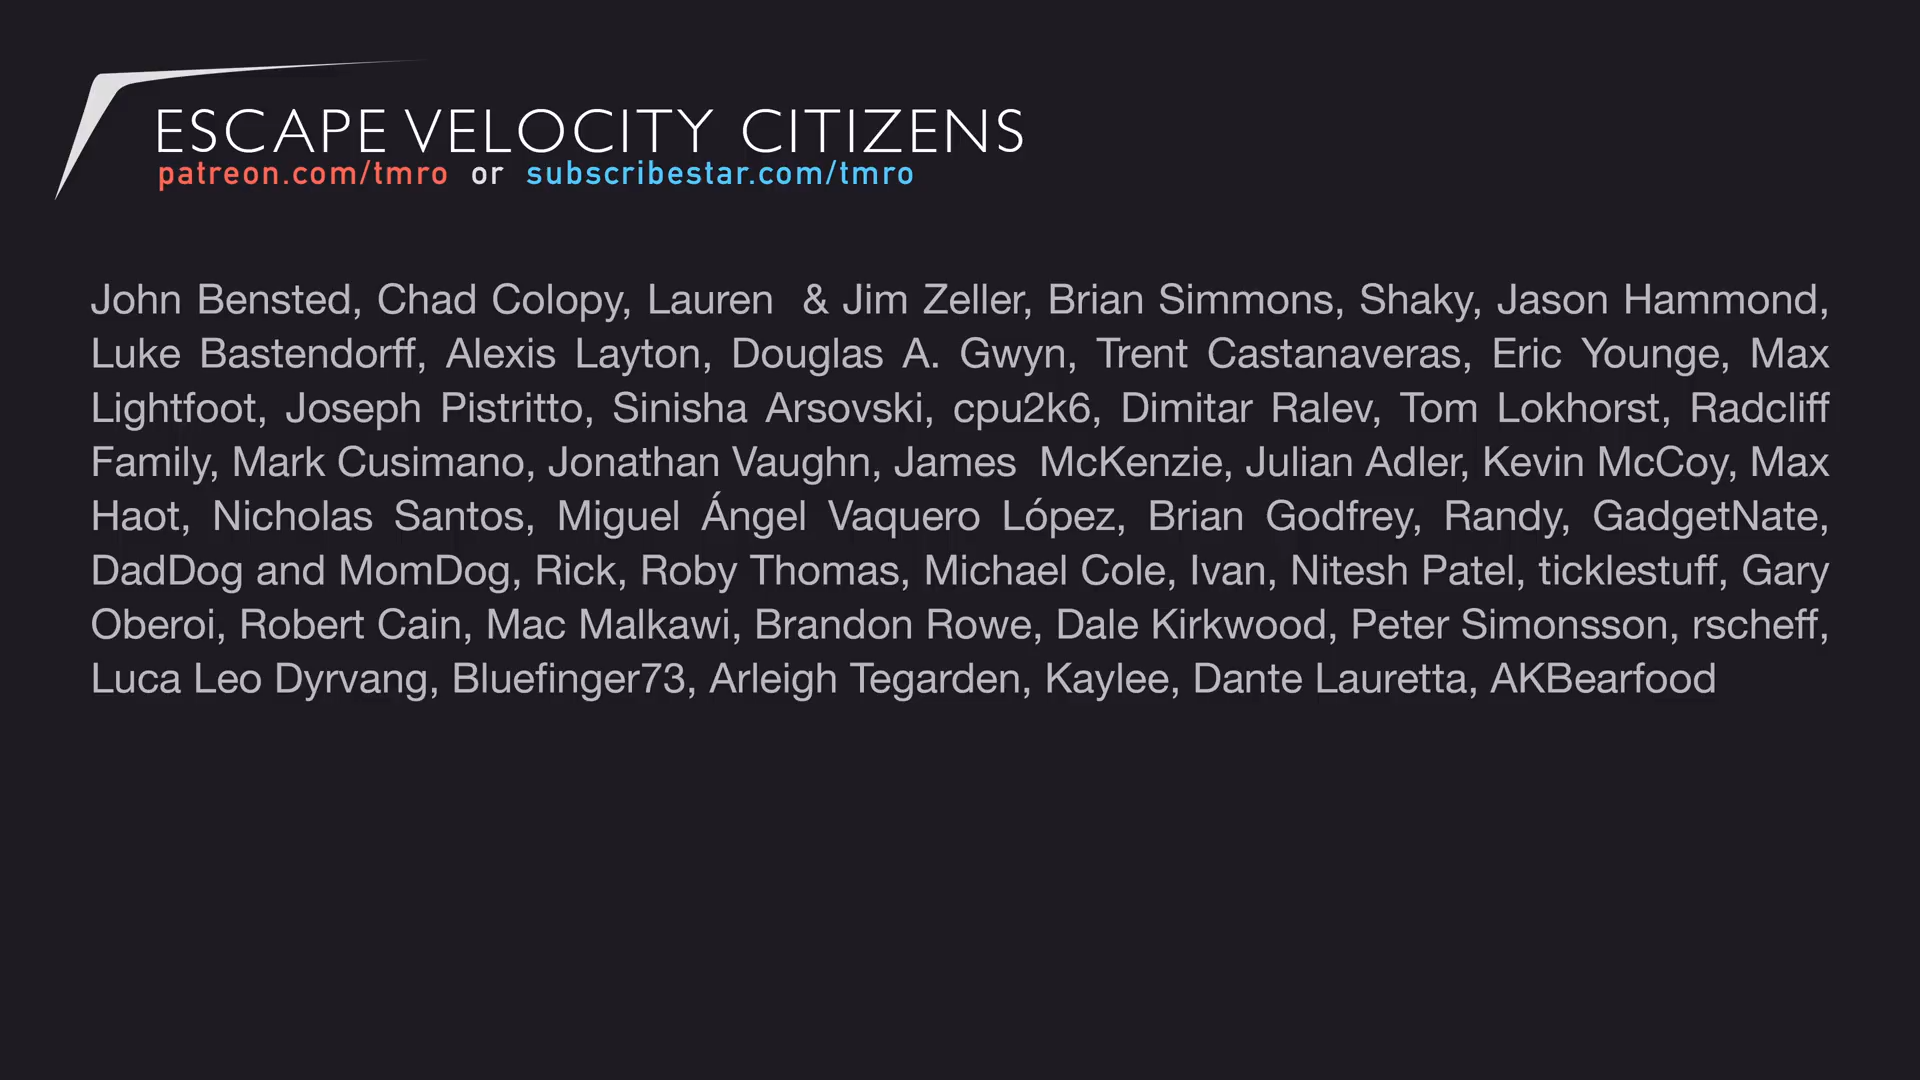 ESCAPE VELOCITY CITIZENS
patreon.com/tmro or subscribestar.com/tmro
John Bensted, Chad Colopy, Lauren & Jim Zeller, Brian Simmons, Shaky, Jason Hammond,
Luke Bastendorff, Alexis Layton, Douglas A. Gwyn, Trent Castanaveras, Eric Younge, Max
Lightfoot, Joseph Pistritto, Sinisha Arsovski, cpu2k6, Dimitar Ralev, Tom Lokhorst, Radcliff
Family, Mark Cusimano, Jonathan Vaughn, James McKenzie, Julian Adler, Kevin McCoy, Max
Haot, Nicholas Santos, Miguel Ángel Vaquero López, Brian Godfrey, Randy, GadgetNate,
DadDog and MomDog, Rick, Roby Thomas, Michael Cole, Ivan, Nitesh Patel, ticklestuff, Gary
Oberoi, Robert Cain, Mac Malkawi, Brandon Rowe, Dale Kirkwood, Peter Simonsson, rscheff,
Luca Leo Dyrvang, Bluefinger73, Arleigh Tegarden, Kaylee, Dante Lauretta, AKBearfood